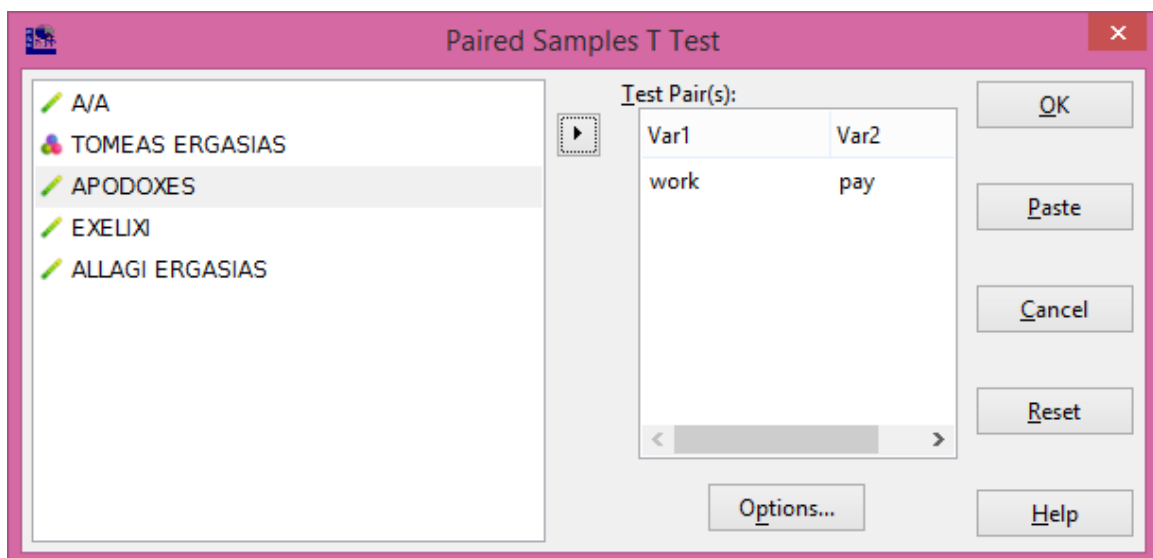 Paired Samples T Test
A/A
TOMEAS ERGASIAS
APODOXES
EXELIXI
ALLAGI ERGASIAS
Test Pair(s):
Var1 Var2
work pay
Options...
OK
Paste
Cancel
Reset
Help